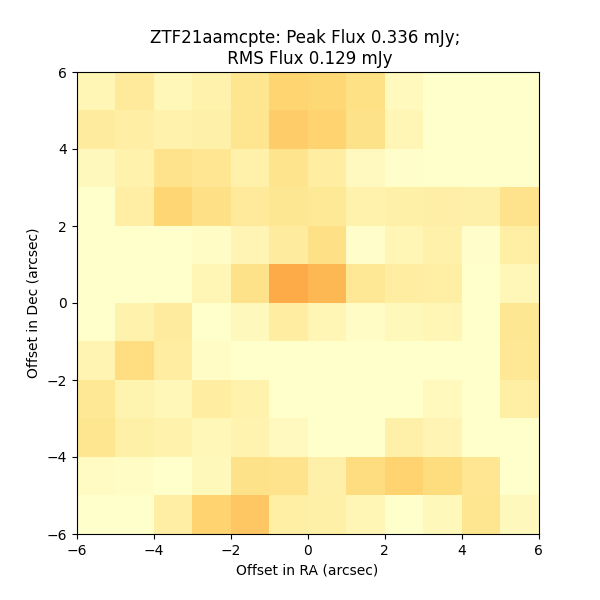 ZTF21aamcpte: Peak Flux 0.336 mJy;
RMS Flux 0.129 mJy
6
4
2
0
−2
−4
−6
Offset in Dec (arcsec)
−6 −4 −2 0 2 4 6
Offset in RA (arcsec)